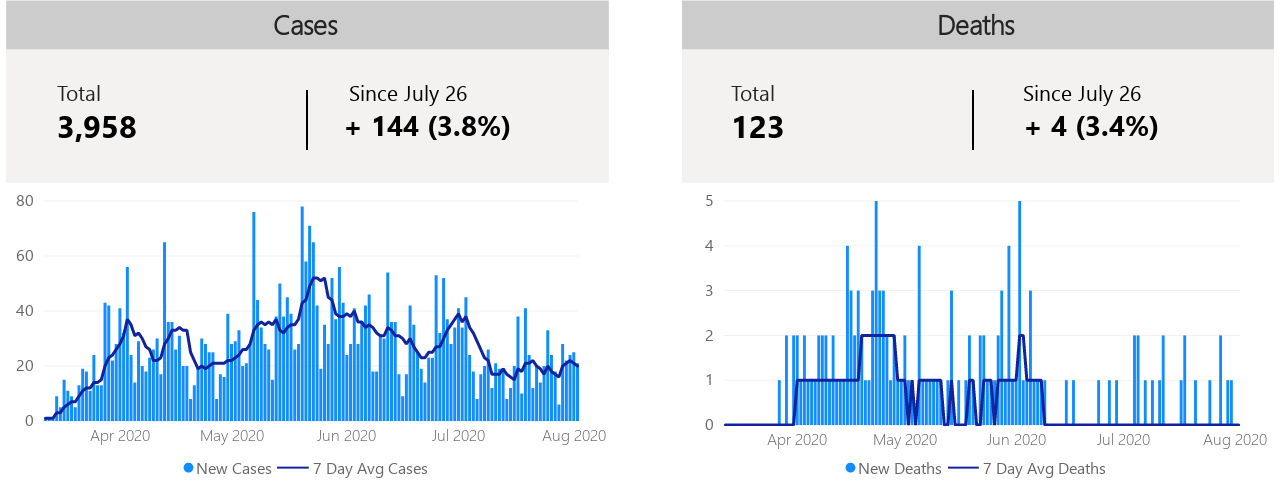 Cases
Total
3,958
Since July 26
+ 144 (3.8%)
80
60
40
20
0
Apr 2020 May 2020 Jun 2020 Jul 2020 Aug 2020
New Cases 7 Day Avg Cases
Deaths
Total
123
Since July 26
+ 4 (3.4%)
5
4
3
2
1
0
Apr 2020 May 2020 Jun 2020 Jul 2020 Aug 2020
New Deaths 7 Day Avg Deaths